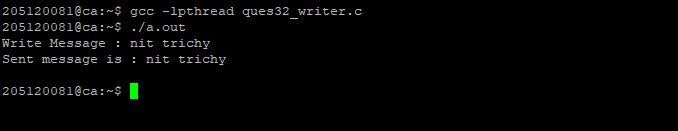 205120081@ca:~$ gcc -lpthread ques32_writer.c
205120081@ca:~$ ./a.out
Write Message : nit trichy
Sent message is : nit trichy
205120081@ca:~$